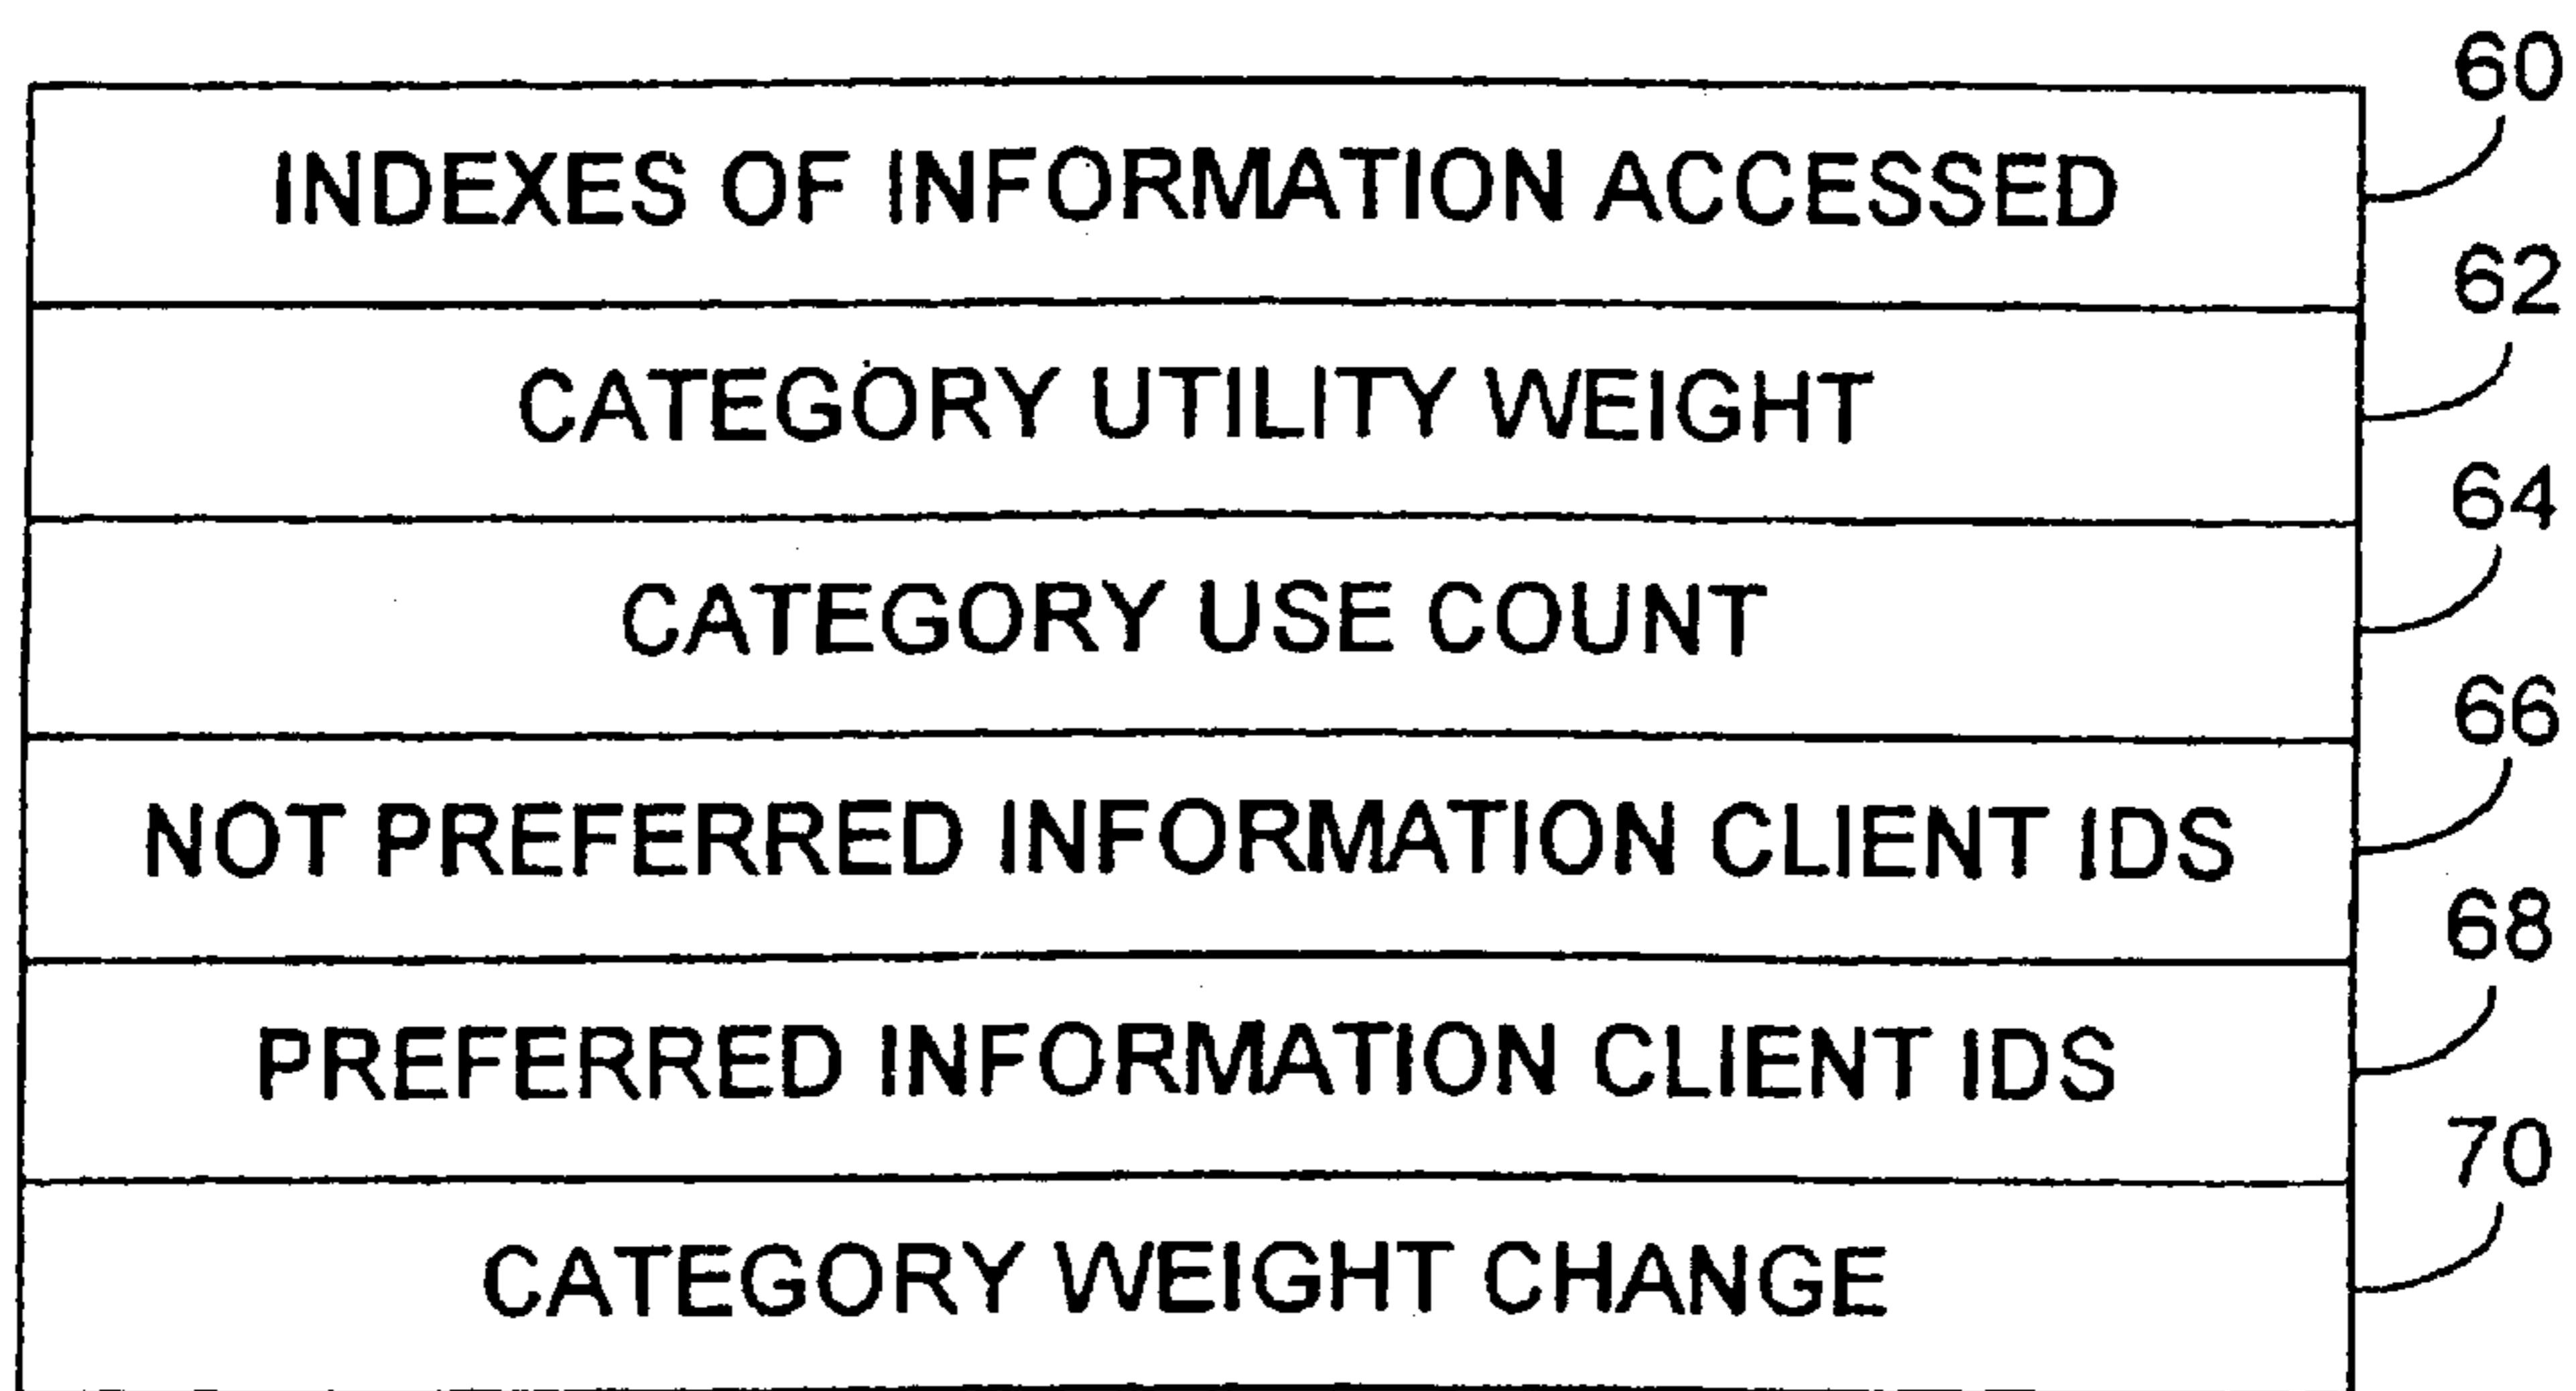 60
INDEXES OF INFORMATION ACCESSED
62
CATEGORY UTILITY WEIGHT
64
CATEGORY USE COUNT
66
NOT PREFERRED INFORMATION CLIENT IDS
68
PREFERRED INFORMATION CLIENT IDS
70
CATEGORY WEIGHT CHANGE